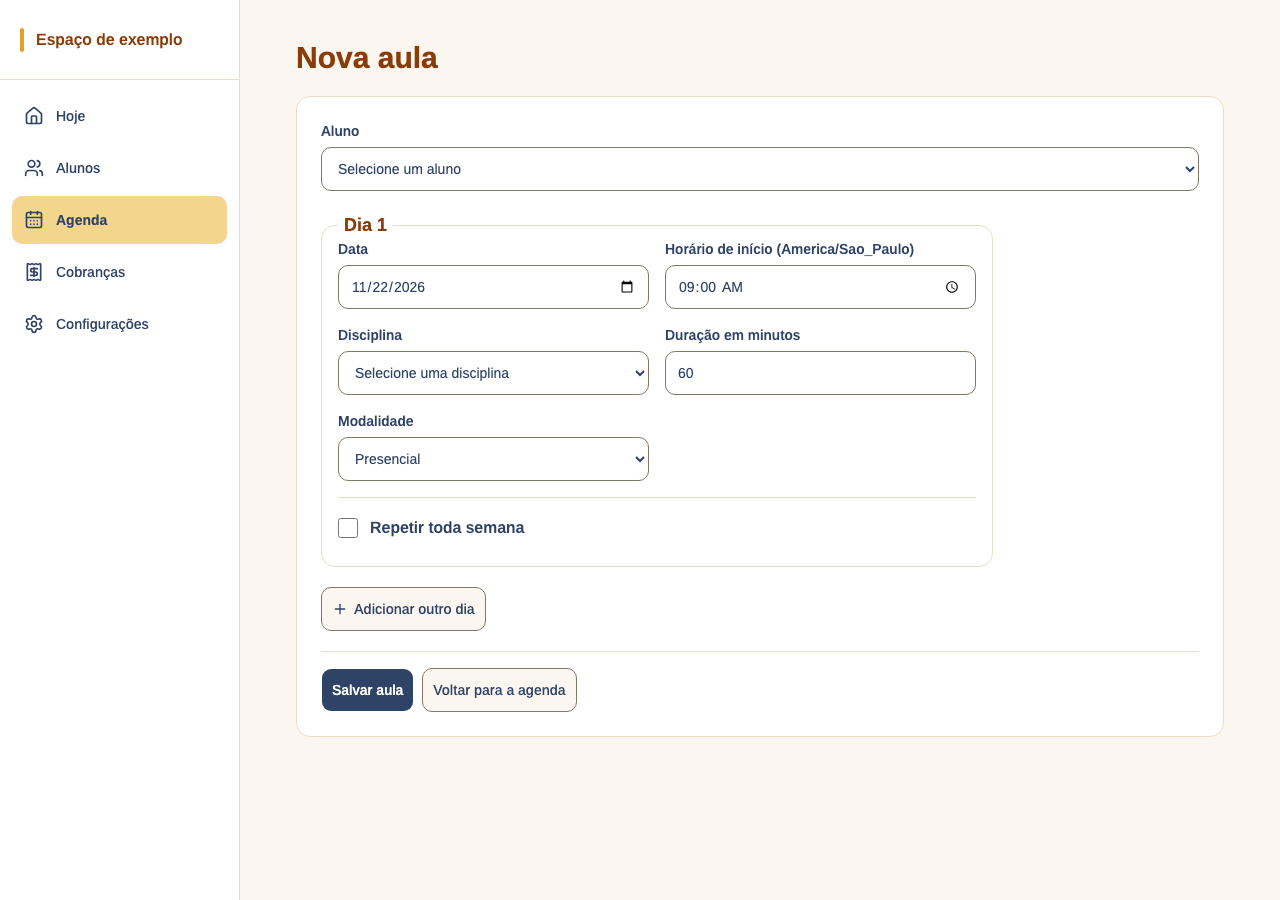 Espaço de exemplo
Hoje
Alunos
Agenda
Cobranças
Configurações
Nova aula
Aluno
Selecione um aluno
Dia 1
Data
Horário de início (America/Sao_Paulo)
11/22/2026
09:00 AM
Disciplina
Duração em minutos
Selecione uma disciplina
60
Modalidade
Presencial
Repetir toda semana
Adicionar outro dia
Salvar aula
Voltar para a agenda